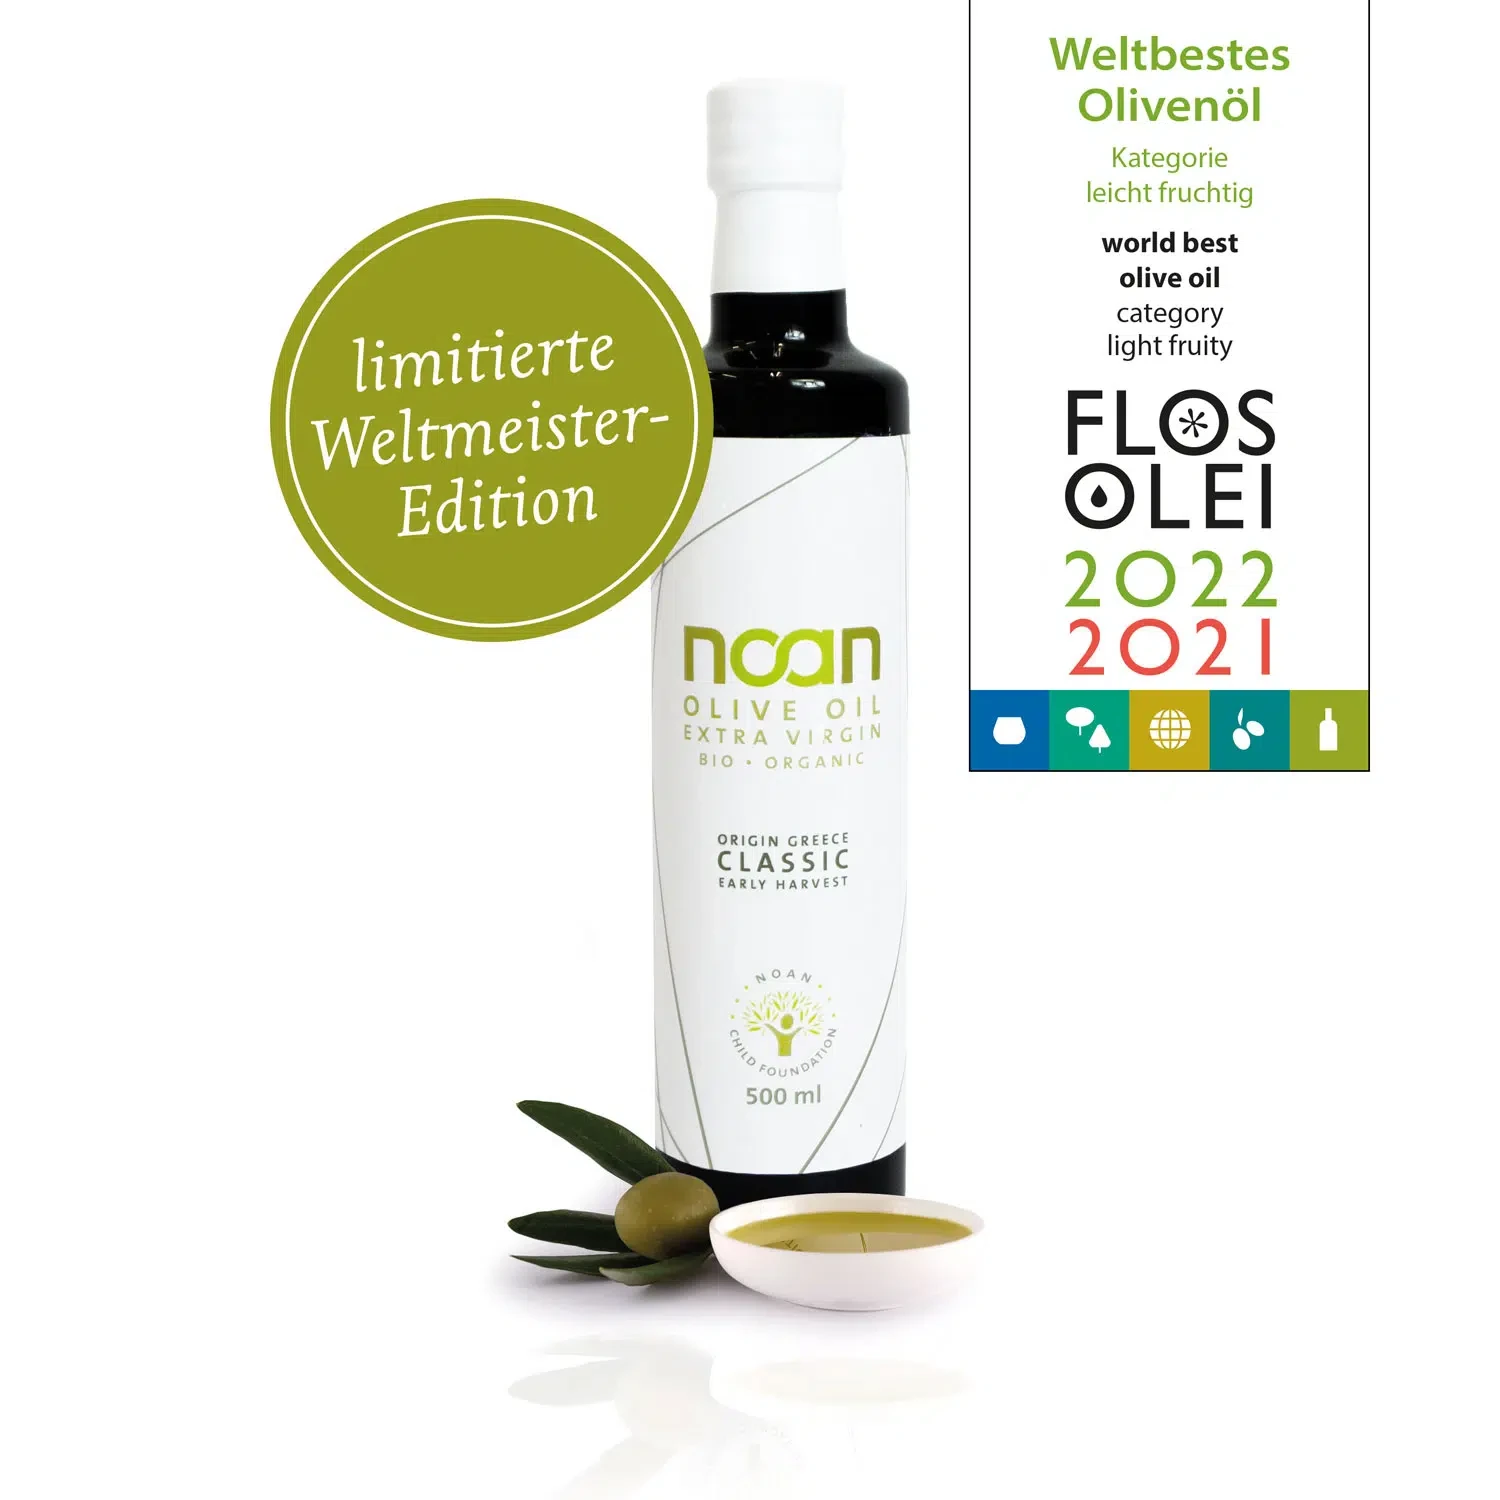 limitierte
Weltmeister-
Edition
noan
OLIVE OIL
EXTRA VIRGIN
BIO • ORGANIC
ORIGIN GREECE
CLASSIC
EARLY HARVEST
NOAN
CHILD FOUNDATION
500 ml
Weltbestes
Olivenöl
Kategorie
leicht fruchtig
world best
olive oil
category
light fruity
FLOS
OLEI
2022
2021